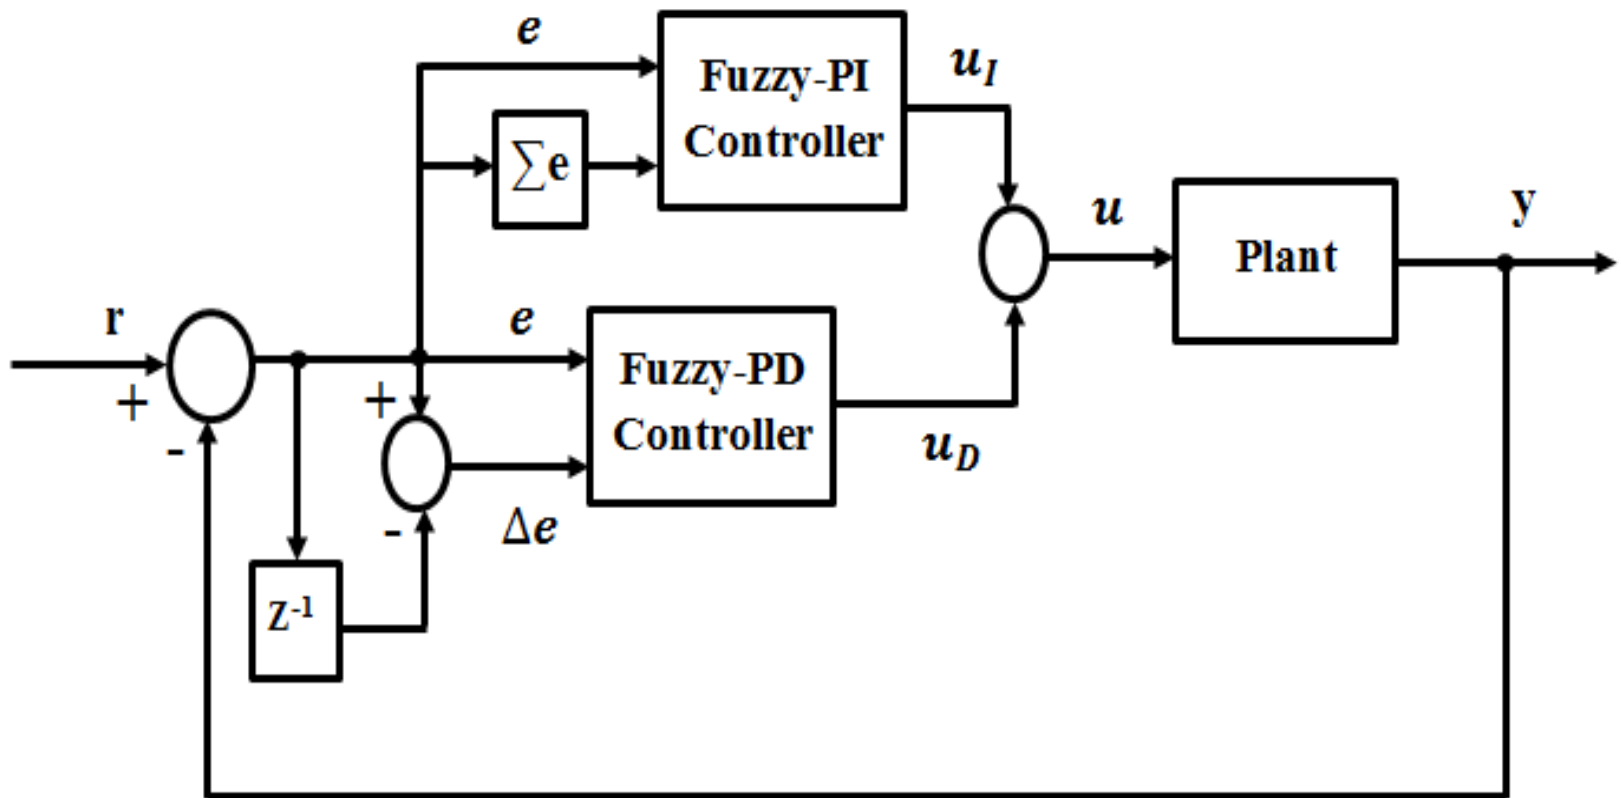 e
Fuzzy-PI
Controller
u_I
∑e
u
Plant
y
r
+
-
e
Fuzzy-PD
Controller
u_D
+
-
Δe
Z⁻¹